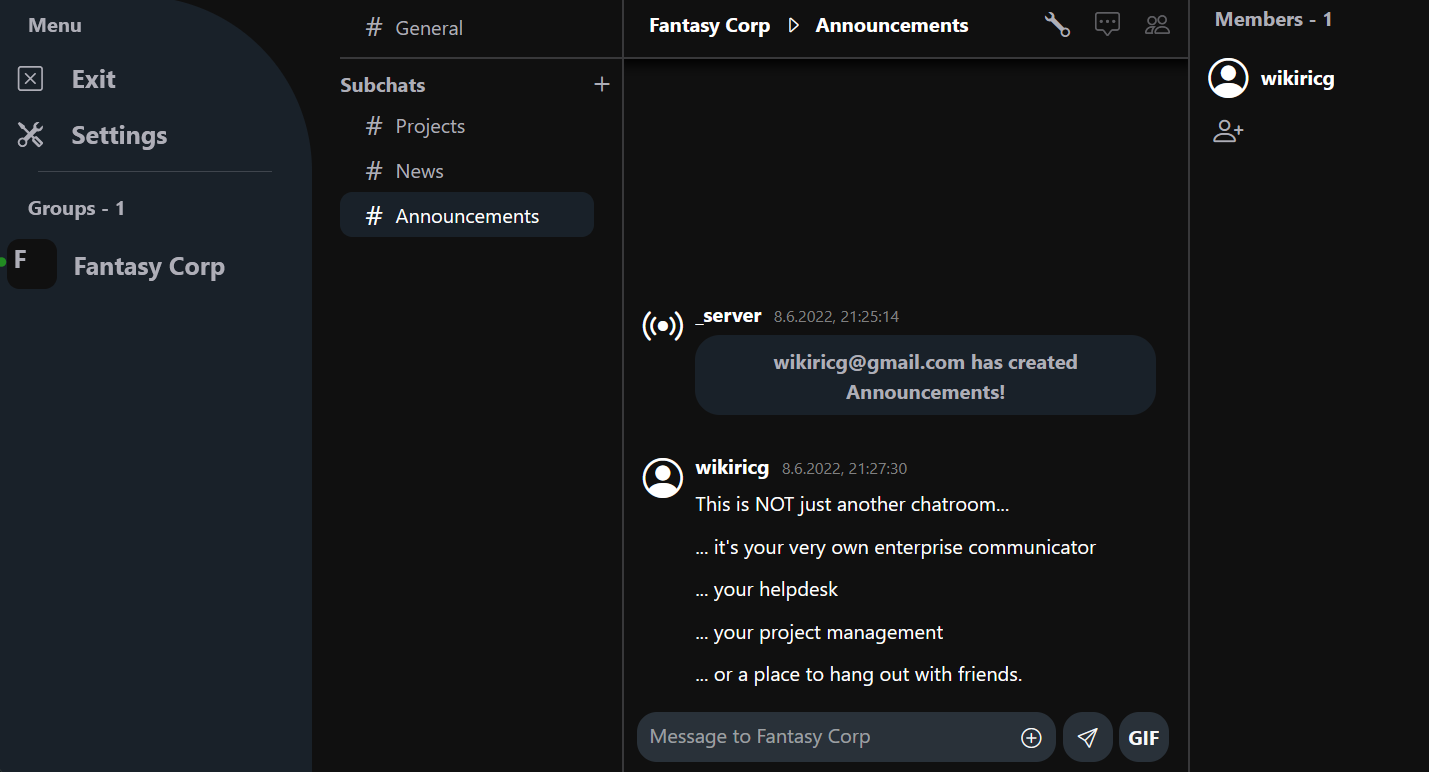 Menu
Exit
Settings
Groups - 1
F
Fantasy Corp
# General
Subchats +
# Projects
# News
# Announcements
Fantasy Corp ▷ Announcements
_server 8.6.2022, 21:25:14
wikiricg@gmail.com has created
Announcements!
wikiricg 8.6.2022, 21:27:30
This is NOT just another chatroom...
... it's your very own enterprise communicator
... your helpdesk
... your project management
... or a place to hang out with friends.
Message to Fantasy Corp
GIF
Members - 1
wikiricg